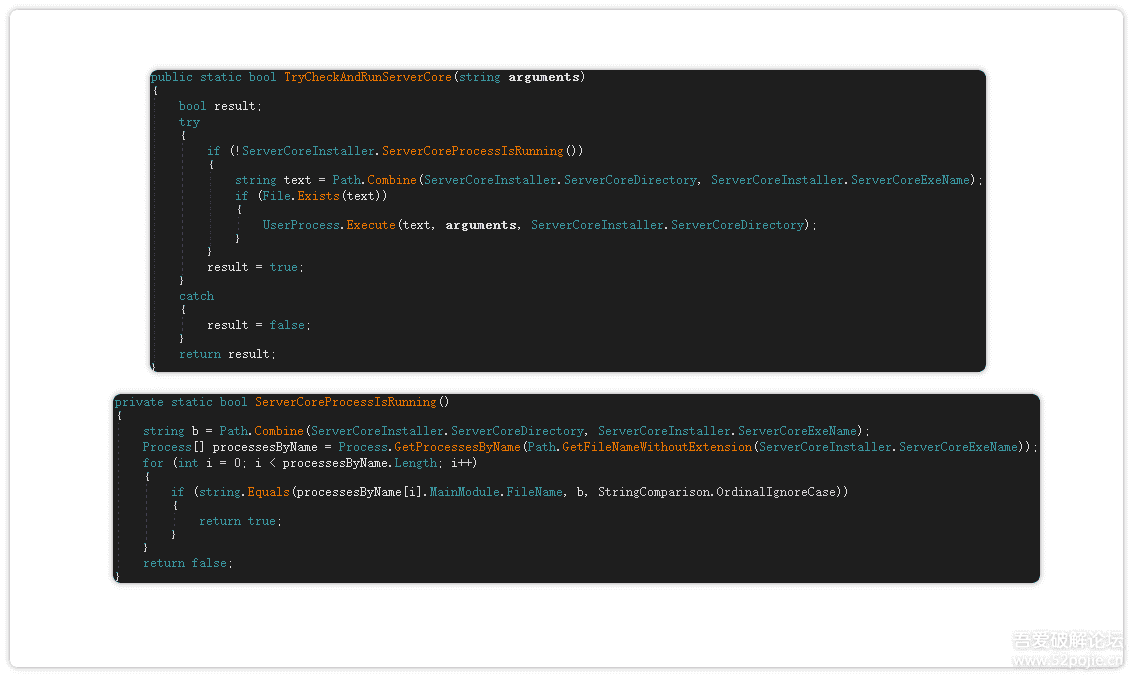 public static bool TryCheckAndRunServerCore(string arguments)
{
    bool result;
    try
    {
        if (!ServerCoreInstaller.ServerCoreProcessIsRunning())
        {
            string text = Path.Combine(ServerCoreInstaller.ServerCoreDirectory, ServerCoreInstaller.ServerCoreExeName);
            if (File.Exists(text))
            {
                UserProcess.Execute(text, arguments, ServerCoreInstaller.ServerCoreDirectory);
            }
        }
        result = true;
    }
    catch
    {
        result = false;
    }
    return result;
}
private static bool ServerCoreProcessIsRunning()
{
    string b = Path.Combine(ServerCoreInstaller.ServerCoreDirectory, ServerCoreInstaller.ServerCoreExeName);
    Process[] processesByName = Process.GetProcessesByName(Path.GetFileNameWithoutExtension(ServerCoreInstaller.ServerCoreExeName));
    for (int i = 0; i < processesByName.Length; i++)
    {
        if (string.Equals(processesByName[i].MainModule.FileName, b, StringComparison.OrdinalIgnoreCase))
        {
            return true;
        }
    }
    return false;
}
吾爱破解论坛
www.52pojie.cn